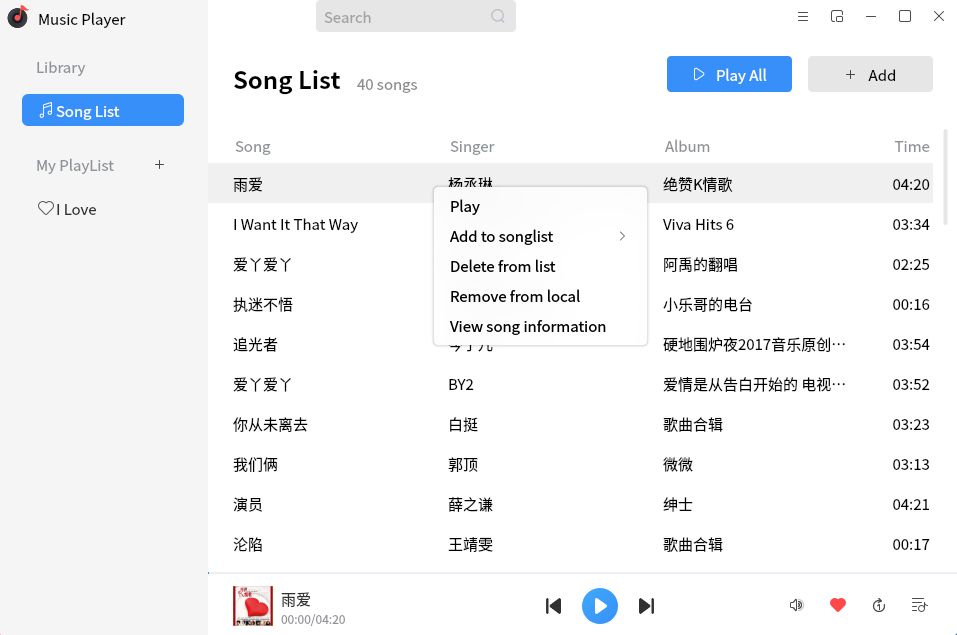 Music Player
Search
Library
Song List
My PlayList
I Love
Song List 40 songs
Play All
Add
Song Singer Album Time
雨爱 杨丞琳 绝赞K情歌 04:20
I Want It That Way Viva Hits 6 03:34
爱丫爱丫 阿禹的翻唱 02:25
执迷不悟 小乐哥的电台 00:16
追光者 硬地围炉夜2017音乐原创… 03:54
爱丫爱丫 BY2 爱情是从告白开始的 电视… 03:52
你从未离去 白挺 歌曲合辑 03:23
我们俩 郭顶 微微 03:13
演员 薛之谦 绅士 04:21
沦陷 王靖雯 歌曲合辑 00:17
Play
Add to songlist
Delete from list
Remove from local
View song information
雨爱
00:00/04:20